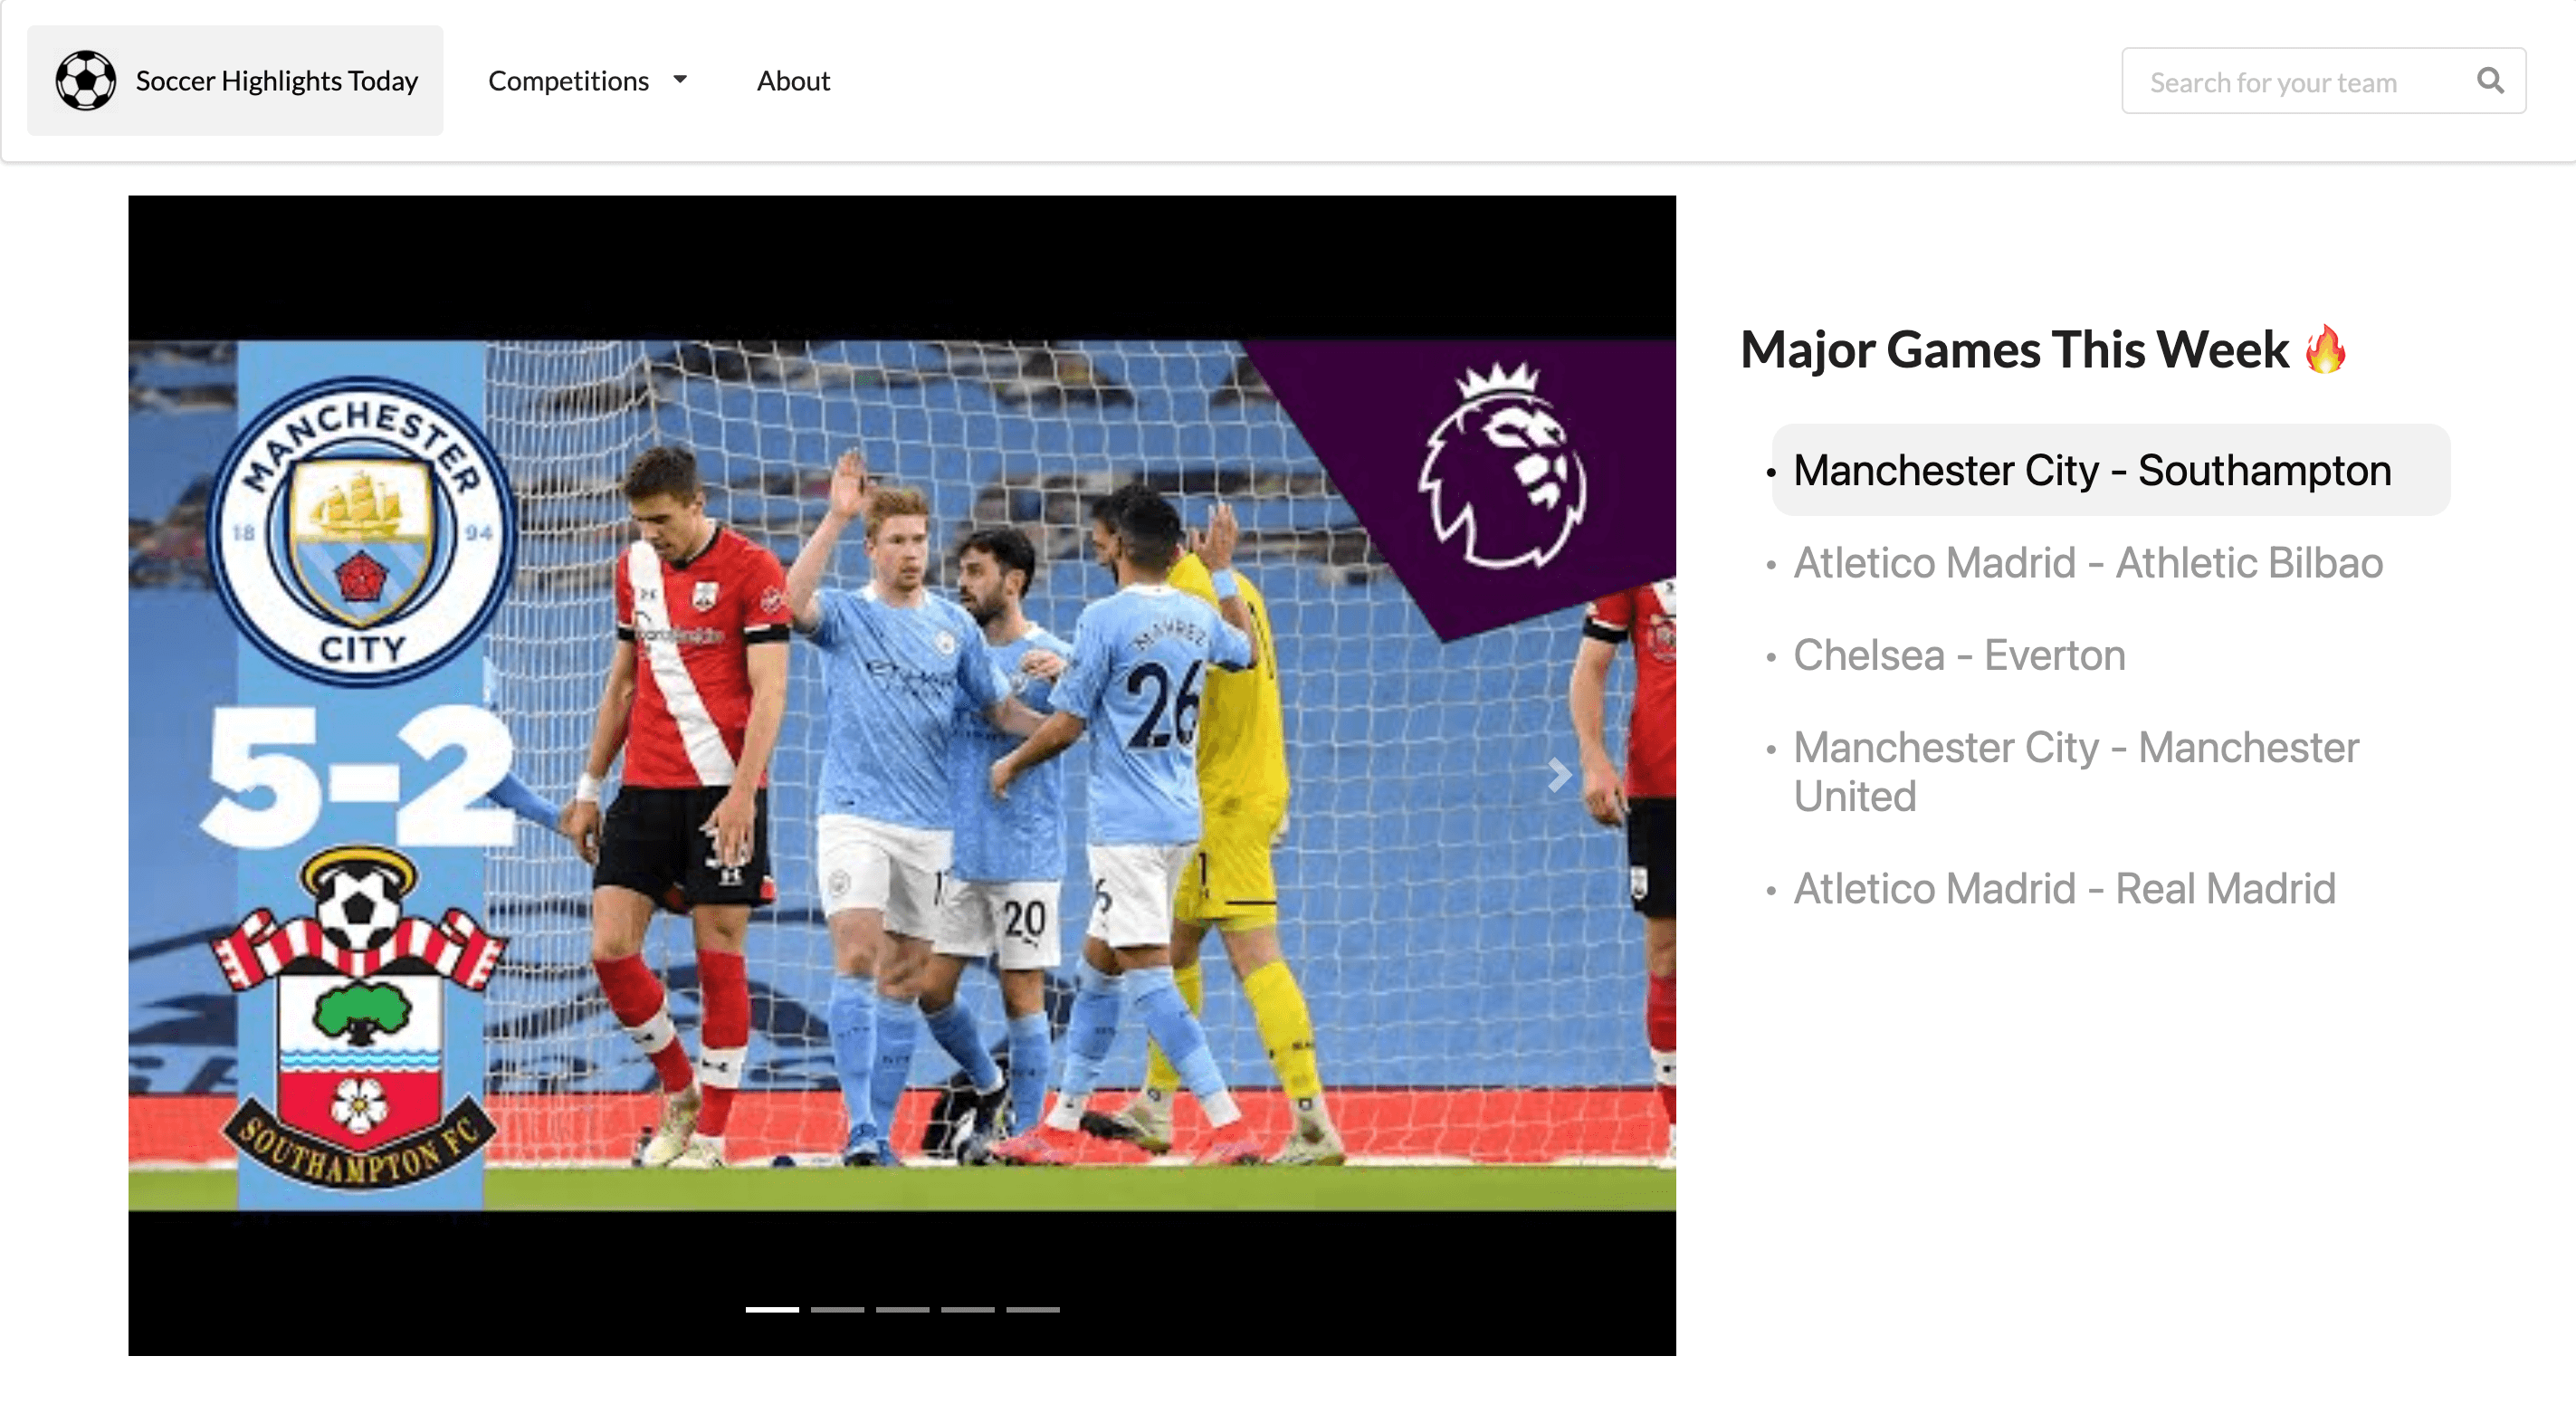 Soccer Highlights Today
Competitions
About
Search for your team
MANCHESTER
18 94
CITY
5-2
SOUTHAMPTON FC
MAHREZ
26
20
1
Major Games This Week 🔥
• Manchester City - Southampton
• Atletico Madrid - Athletic Bilbao
• Chelsea - Everton
• Manchester City - Manchester
United
• Atletico Madrid - Real Madrid